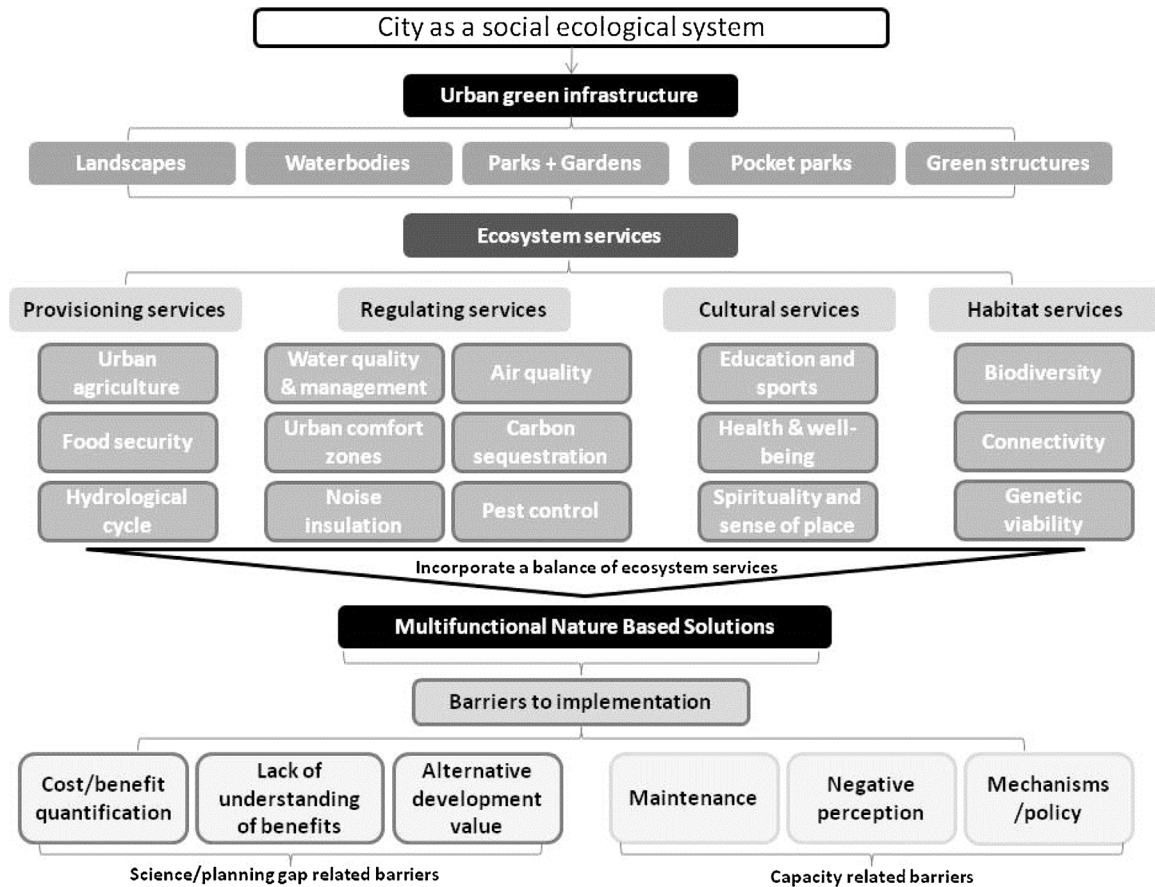 City as a social ecological system
Urban green infrastructure
Landscapes
Waterbodies
Parks + Gardens
Pocket parks
Green structures
Ecosystem services
Provisioning services
Regulating services
Cultural services
Habitat services
Urban
agriculture
Water quality
& management
Air quality
Education and
sports
Biodiversity
Food security
Urban comfort
zones
Carbon
sequestration
Health & well-
being
Connectivity
Hydrological
cycle
Noise
insulation
Pest control
Spirituality and
sense of place
Genetic
viability
Incorporate a balance of ecosystem services
Multifunctional Nature Based Solutions
Barriers to implementation
Cost/benefit
quantification
Lack of
understanding
of benefits
Alternative
development
value
Maintenance
Negative
perception
Mechanisms
/policy
Science/planning gap related barriers
Capacity related barriers